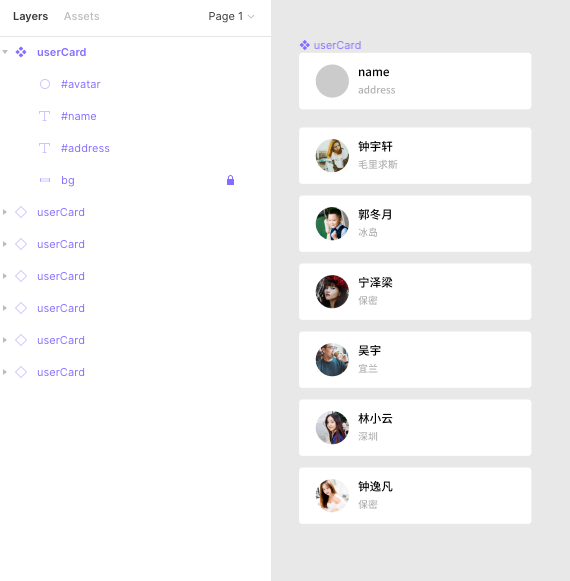 Layers Assets Page 1
userCard
#avatar
#name
#address
bg
userCard
userCard
userCard
userCard
userCard
userCard
userCard
name
address
钟宇轩
毛里求斯
郭冬月
冰岛
宁泽梁
保密
吴宇
宜兰
林小云
深圳
钟逸凡
保密